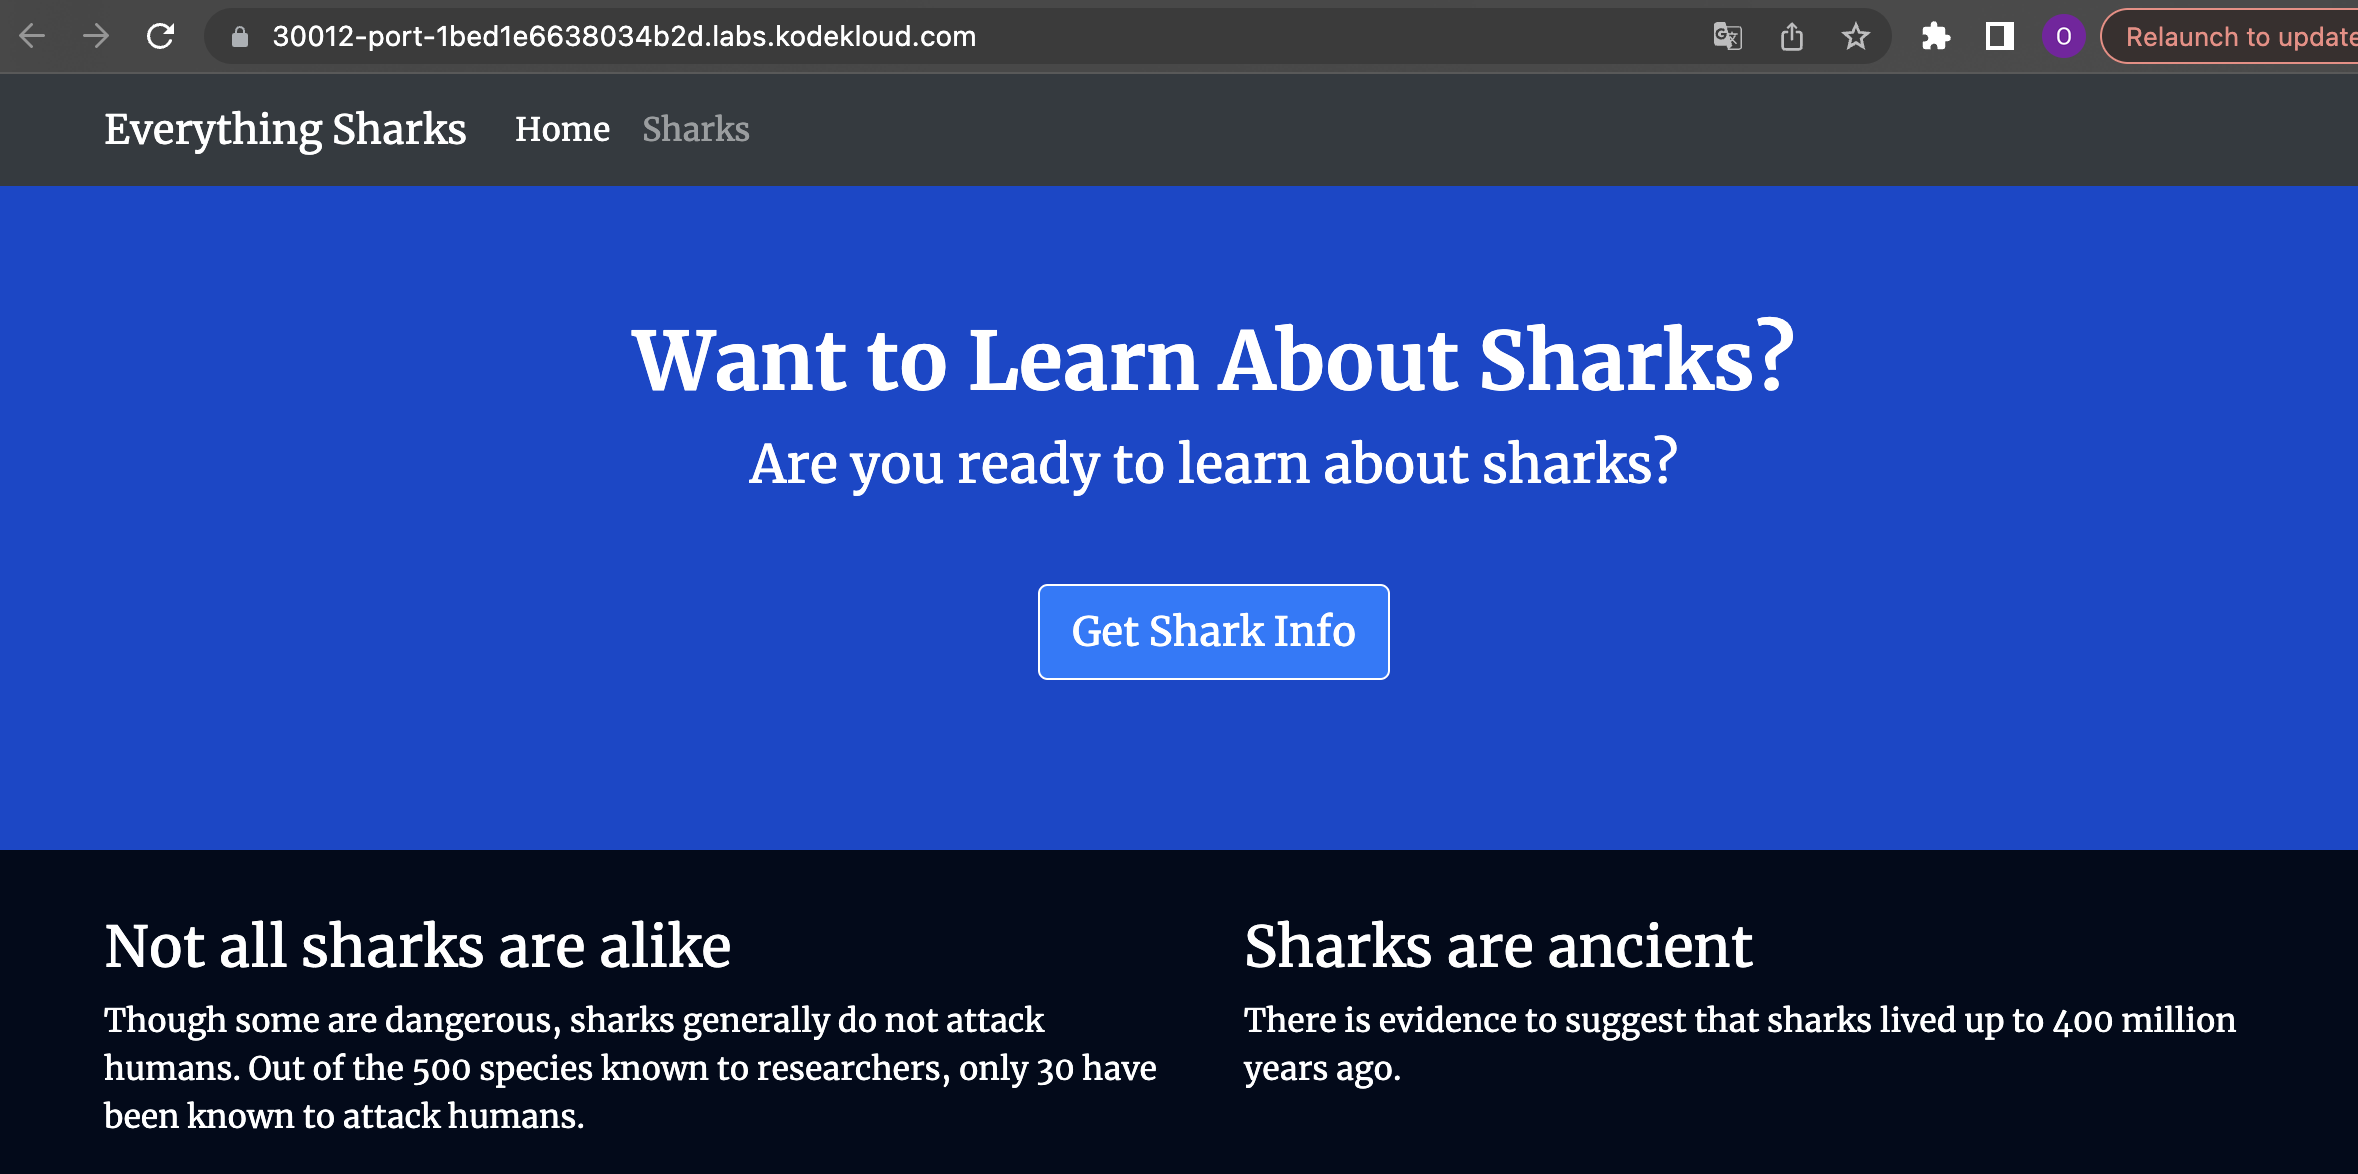 30012-port-1bed1e6638034b2d.labs.kodekloud.com
O
Relaunch to update
Everything Sharks
Home
Sharks
Want to Learn About Sharks?
Are you ready to learn about sharks?
Get Shark Info
Not all sharks are alike
Though some are dangerous, sharks generally do not attack
humans. Out of the 500 species known to researchers, only 30 have
been known to attack humans.
Sharks are ancient
There is evidence to suggest that sharks lived up to 400 million
years ago.